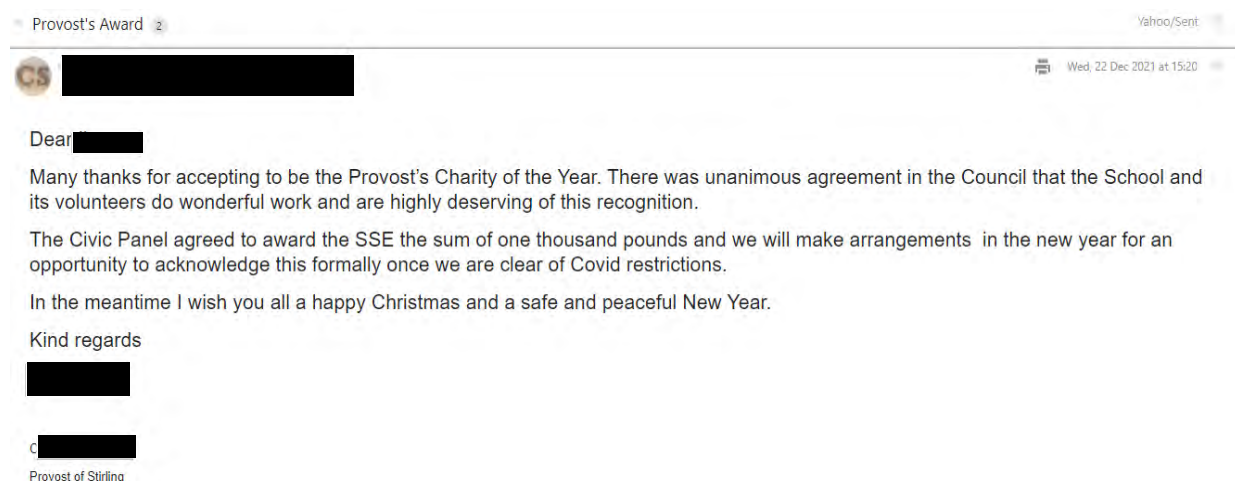 Provost's Award 2
Yahoo/Sent
CS
Wed, 22 Dec 2021 at 15:20
Dear
Many thanks for accepting to be the Provost’s Charity of the Year. There was unanimous agreement in the Council that the School and
its volunteers do wonderful work and are highly deserving of this recognition.
The Civic Panel agreed to award the SSE the sum of one thousand pounds and we will make arrangements in the new year for an
opportunity to acknowledge this formally once we are clear of Covid restrictions.
In the meantime I wish you all a happy Christmas and a safe and peaceful New Year.
Kind regards
Provost of Stirling